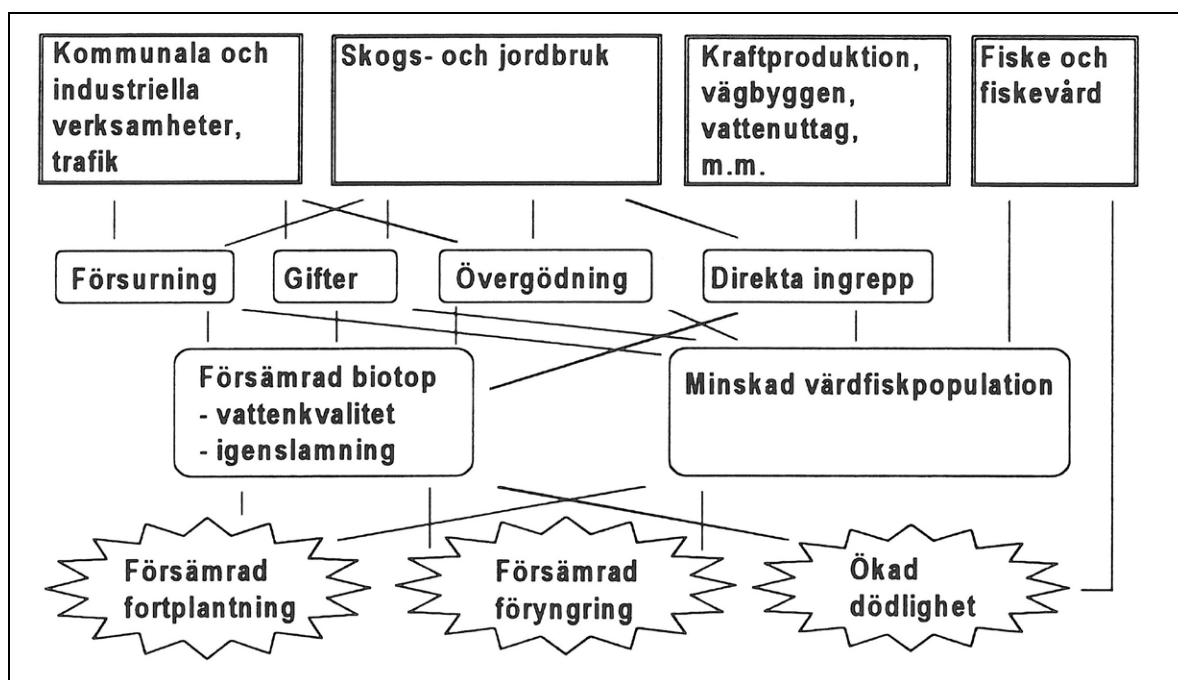 Kommunala och
industriella
verksamheter,
trafik
Skogs- och jordbruk
Kraftproduktion,
vägbyggen,
vattenuttag,
m.m.
Fiske och
fiskevård
Försurning
Gifter
Övergödning
Direkta ingrepp
Försämrad biotop
- vattenkvalitet
- igenslamning
Minskad värdfiskpopulation
Försämrad
fortplantning
Försämrad
föryngring
Ökad
dödlighet